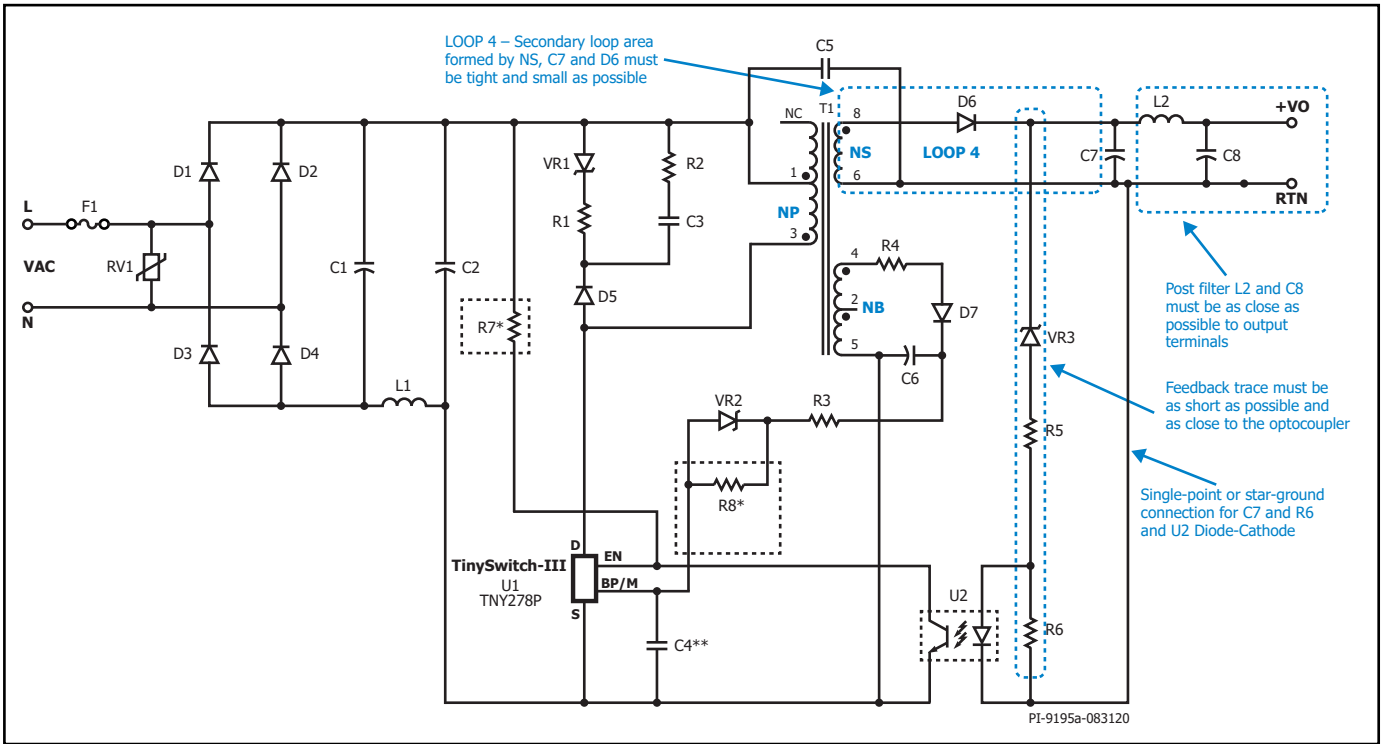 LOOP 4 – Secondary loop area
formed by NS, C7 and D6 must
be tight and small as possible
C5
NC
T1
8
D6
L2
+VO
D1
D2
VR1
R2
1
NS
LOOP 4
C7
C8
6
RTN
L
F1
R1
C3
NP
3
VAC
RV1
C1
C2
R4
4
N
D5
2
NB
D7
Post filter L2 and C8
must be as close as
possible to output
terminals
R7*
5
C6
VR3
D3
D4
L1
VR2
R3
Feedback trace must be
as short as possible and
as close to the optocoupler
R5
R8*
Single-point or star-ground
connection for C7 and R6
and U2 Diode-Cathode
D
EN
TinySwitch-III
U1
TNY278P
BP/M
S
U2
R6
C4**
PI-9195a-083120